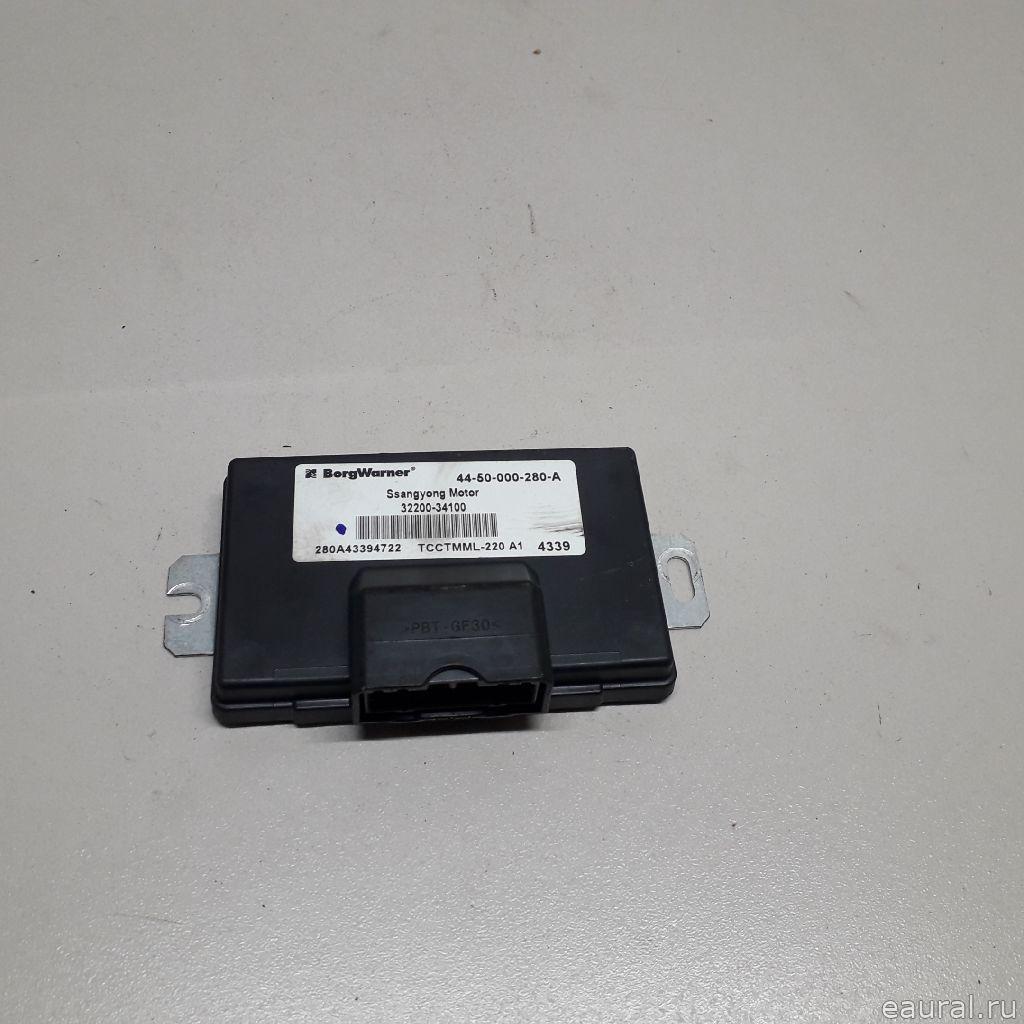 BorgWarner® 44-50-000-280-A
Ssangyong Motor
32200-34100
280A43394722 TCCTMML-220 A1 4339
>PBT-GF30<
eaural.ru